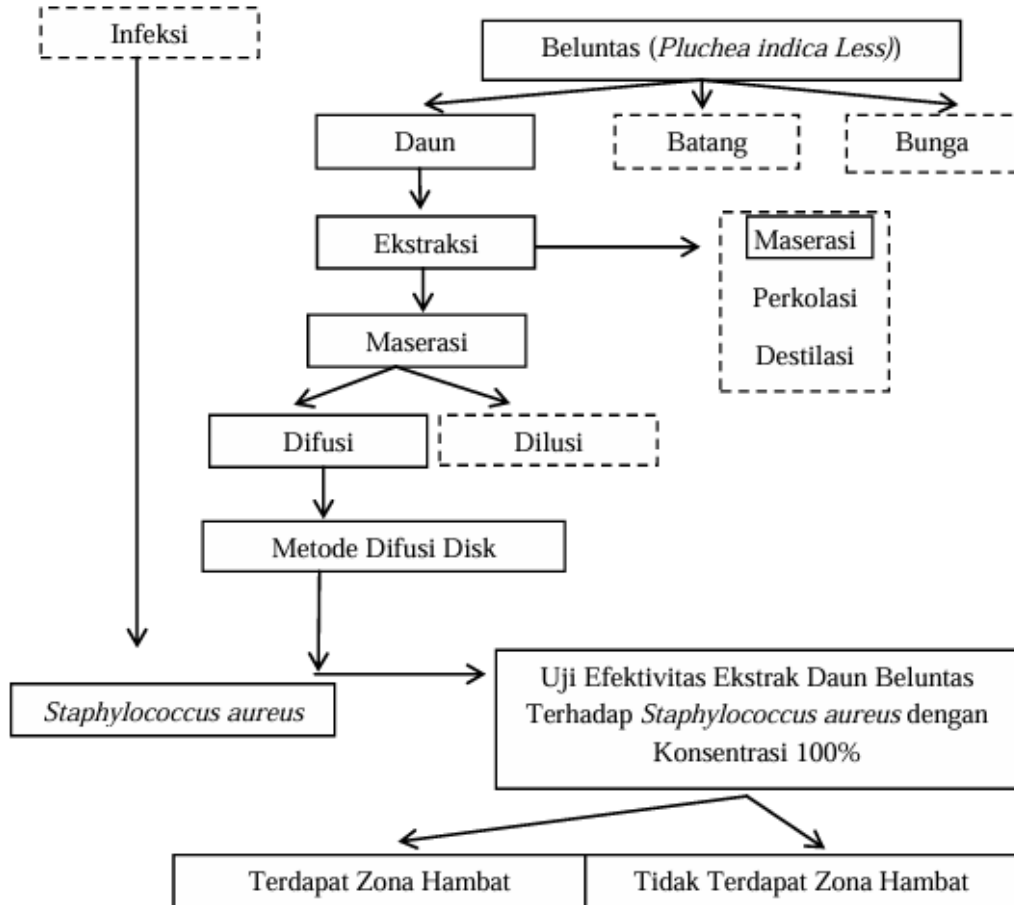 Infeksi
Beluntas (Pluchea indica Less))
Daun
Batang
Bunga
Ekstraksi
Maserasi
Perkolasi
Destilasi
Maserasi
Difusi
Dilusi
Metode Difusi Disk
Staphylococcus aureus
Uji Efektivitas Ekstrak Daun Beluntas
Terhadap Staphylococcus aureus dengan
Konsentrasi 100%
Terdapat Zona Hambat
Tidak Terdapat Zona Hambat